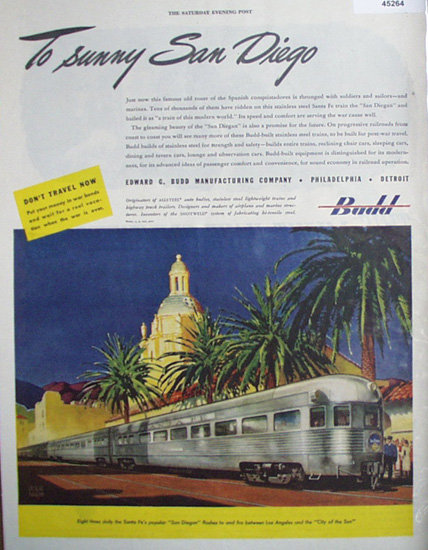 45264
THE SATURDAY EVENING POST
To sunny San Diego
Just now this famous old route of the Spanish conquistadores is thronged with soldiers and sailors—and
marines. Tens of thousands of them have ridden on this stainless steel Santa Fe train the "San Diegan" and
hailed it as "a train of this modern world." Its speed and comfort are serving the war cause well.
The gleaming beauty of the "San Diegan" is also a promise for the future. On progressive railroads from
coast to coast you will see many more of these Budd-built stainless steel trains, to be built for post-war travel.
Budd builds of stainless steel for strength and safety—builds entire trains, reclining chair cars, sleeping cars,
dining and tavern cars, lounge and observation cars. Budd-built equipment is distinguished for its modern-
ness, for its advanced ideas of passenger comfort and convenience, for sound economy in railroad operation.
EDWARD G. BUDD MANUFACTURING COMPANY • PHILADELPHIA • DETROIT
Originators of ALLSTEEL* auto bodies, stainless steel lightweight trains and
highway truck trailers. Designers and makers of airplane and marine struc-
tures. Inventors of the SHOTWELD* system of fabricating hi-tensile steel.
Budd
DON'T TRAVEL NOW
Put your money in war bonds
and wait for a real vaca-
tion when the war is over.
Eight times daily the Santa Fe's popular "San Diegan" flashes to and fro between Los Angeles and the "City of the Sun"